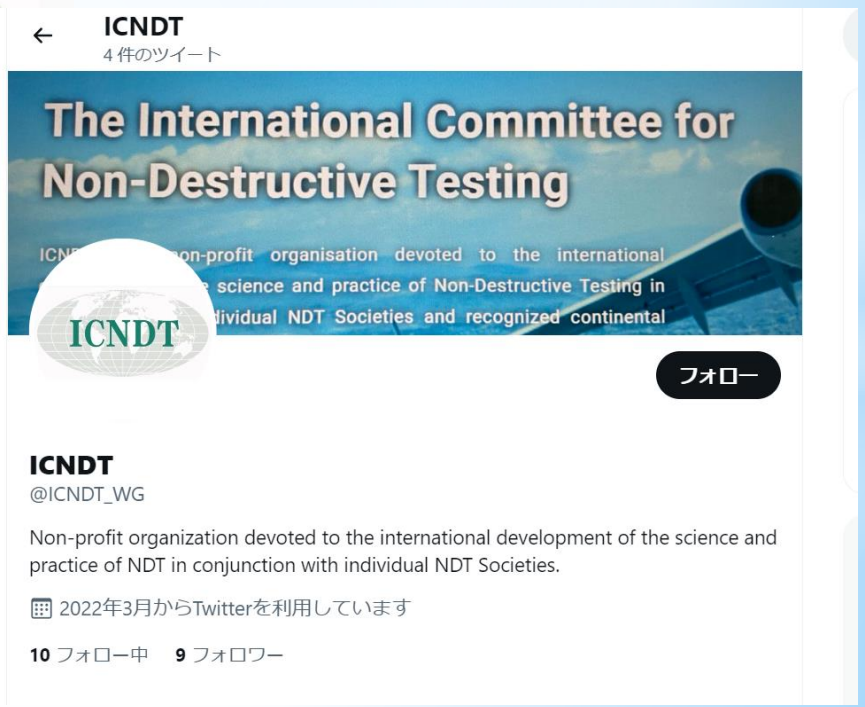 ICNDT
4 件のツイート
The International Committee for
Non-Destructive Testing
on-profit organisation devoted to the international
science and practice of Non-Destructive Testing in
dividual NDT Societies and recognized continental
ICNDT
フォロー
ICNDT
@ICNDT_WG
Non-profit organization devoted to the international development of the science and
practice of NDT in conjunction with individual NDT Societies.
2022年3月からTwitterを利用しています
10 フォロー中 9 フォロワー